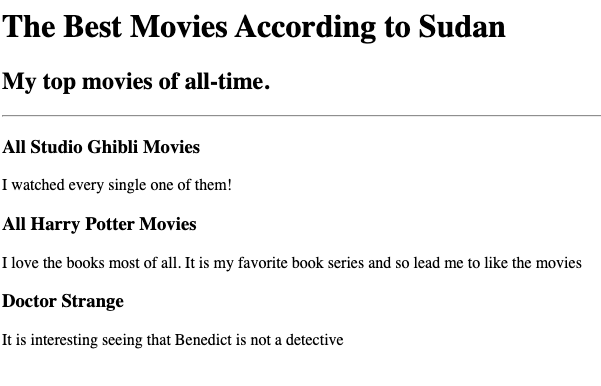 The Best Movies According to Sudan
My top movies of all-time.
All Studio Ghibli Movies
I watched every single one of them!
All Harry Potter Movies
I love the books most of all. It is my favorite book series and so lead me to like the movies
Doctor Strange
It is interesting seeing that Benedict is not a detective